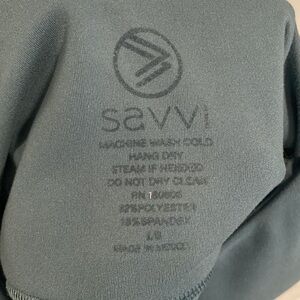 savvi
MACHINE WASH COLD
HANG DRY
STEAM IF NEEDED
DO NOT DRY CLEAN
RN
82%POLYESTER
18%SPANDEX
MADE IN MEXICO